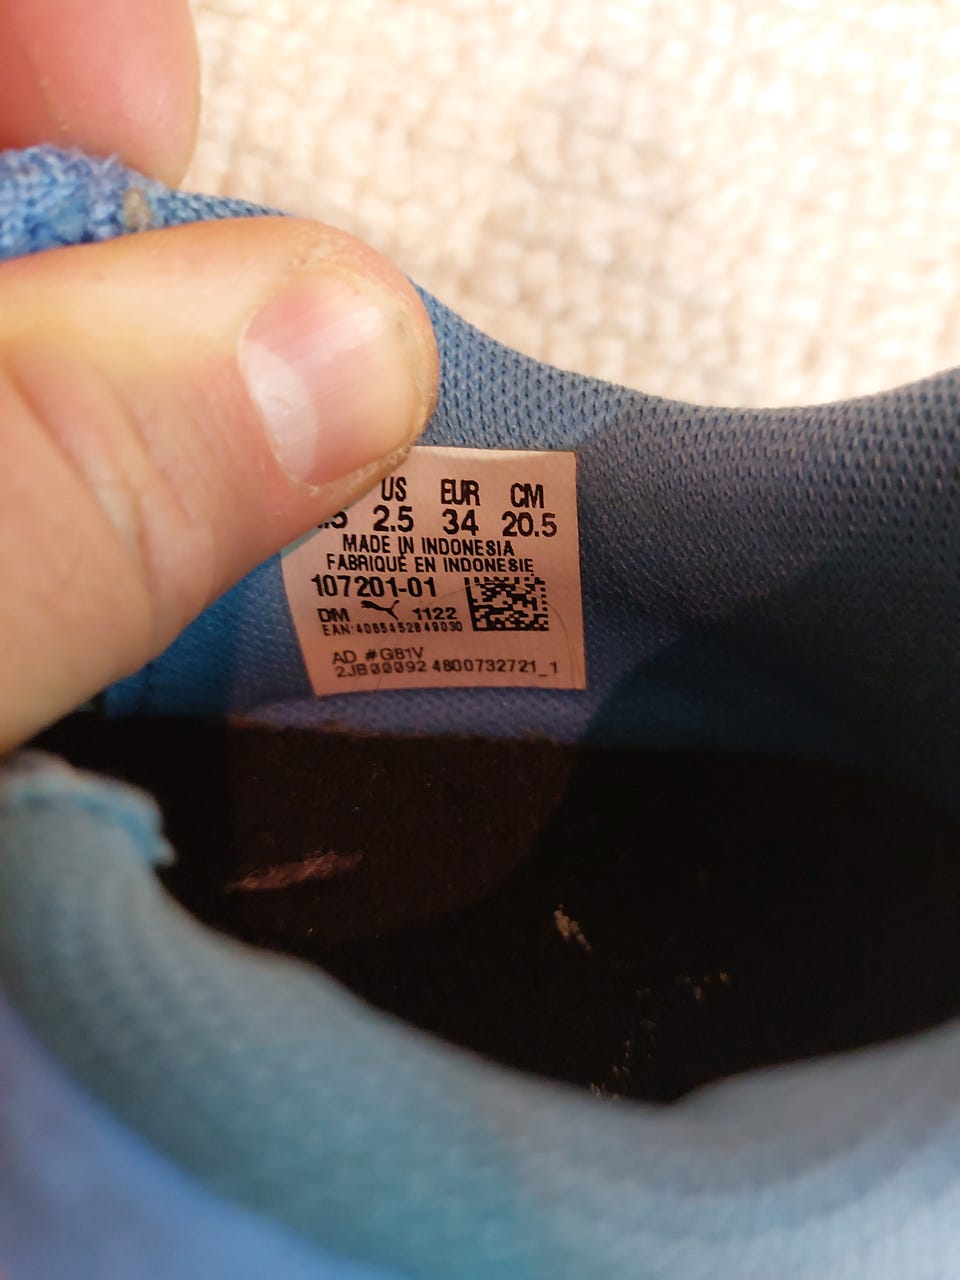 US EUR CM
.5 2.5 34 20.5
MADE IN INDONESIA
FABRIQUÉ EN INDONESIE
107201-01
DM 1122
EAN:4065452849030
AD #G81V
2JB00092 4800732721_1